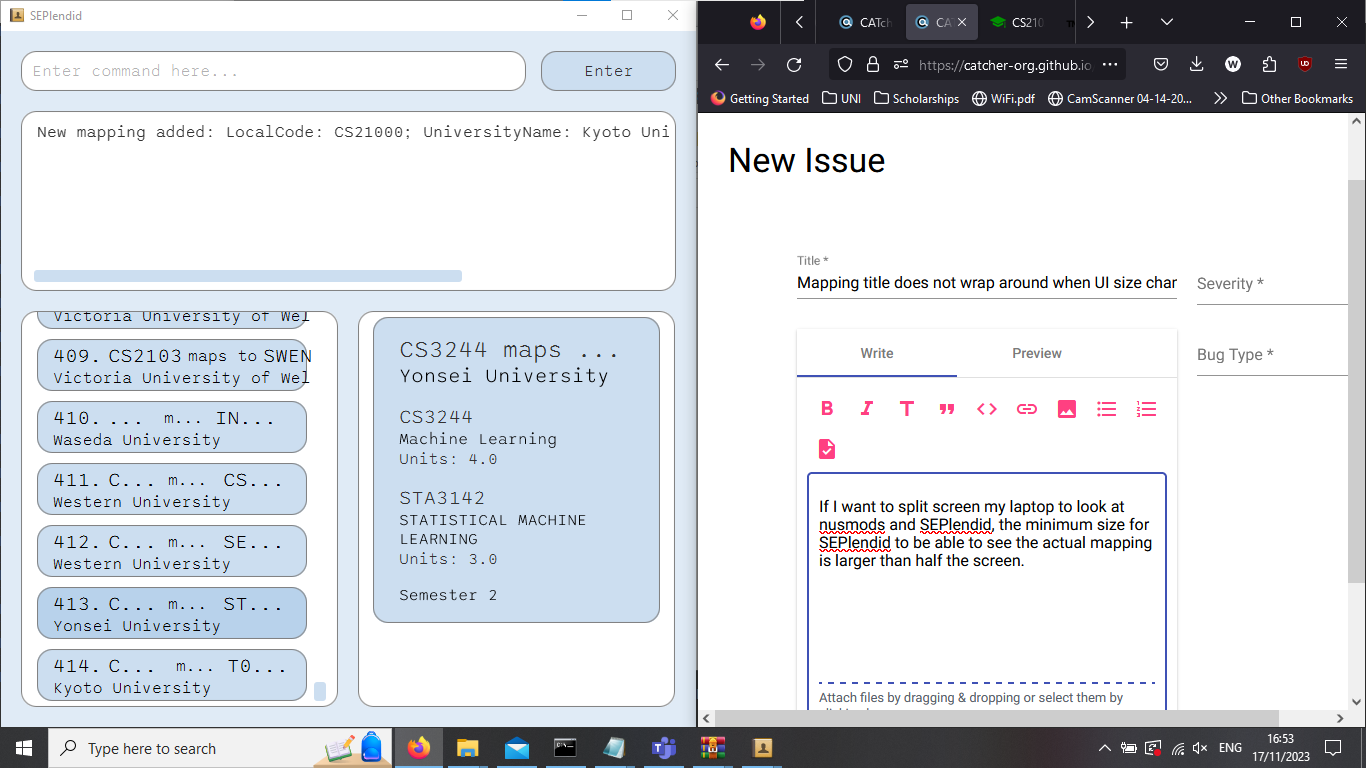 SEPlendid
Enter command here...
Enter
New mapping added: LocalCode: CS21000; UniversityName: Kyoto Uni
Victoria University of Wel
409. CS2103 maps to SWEN
Victoria University of Wel
410. ... m... IN...
Waseda University
411. C... m... CS...
Western University
412. C... m... SE...
Western University
413. C... m... ST...
Yonsei University
414. C... m... T0...
Kyoto University
CS3244 maps ...
Yonsei University
CS3244
Machine Learning
Units: 4.0
STA3142
STATISTICAL MACHINE
LEARNING
Units: 3.0
Semester 2
CATch
CA
CS210
https://catcher-org.github.io
Getting Started
UNI
Scholarships
WiFi.pdf
CamScanner 04-14-20...
Other Bookmarks
New Issue
Title *
Mapping title does not wrap around when UI size char
Severity *
Write
Preview
Bug Type *
If I want to split screen my laptop to look at
nusmods and SEPlendid, the minimum size for
SEPlendid to be able to see the actual mapping
is larger than half the screen.
Attach files by dragging & dropping or select them by
Type here to search
ENG
16:53
17/11/2023